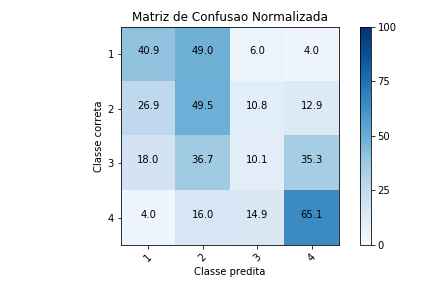 Matriz de Confusao Normalizada
Classe correta
1 40.9 49.0 6.0 4.0
2 26.9 49.5 10.8 12.9
3 18.0 36.7 10.1 35.3
4 4.0 16.0 14.9 65.1
1 2 3 4
Classe predita
100
75
50
25
0